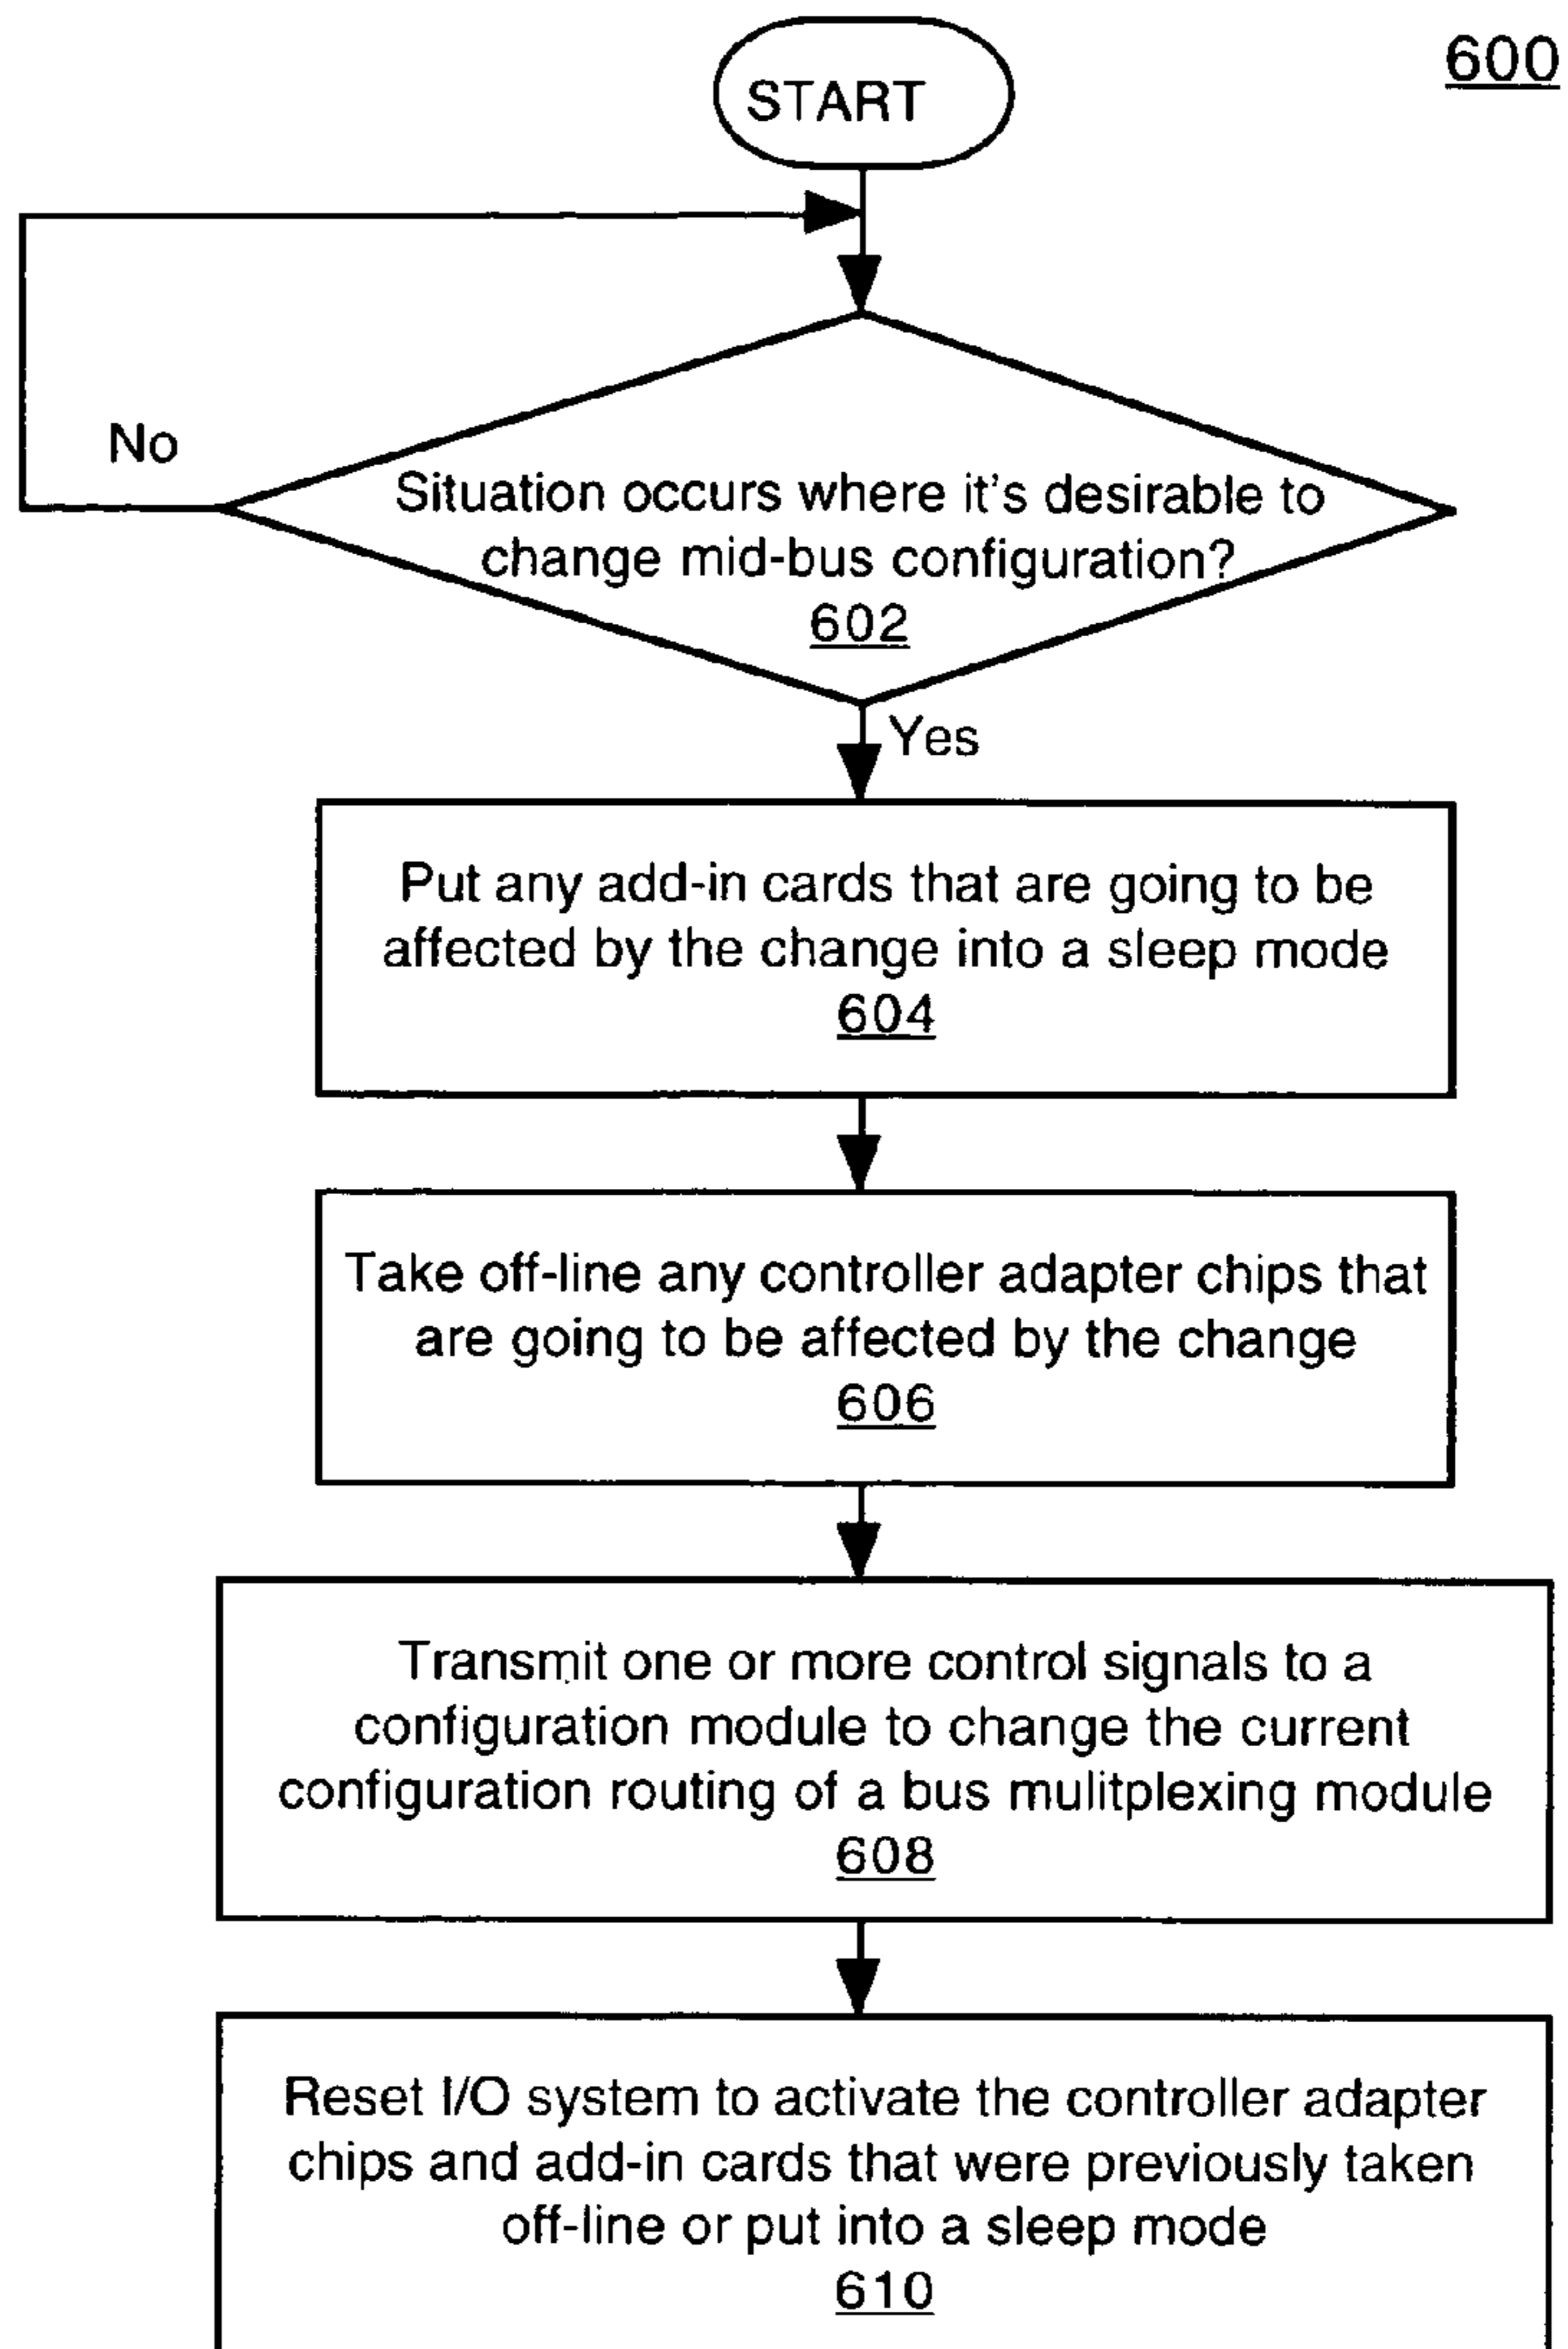 600
START
No
Situation occurs where it's desirable to
change mid-bus configuration?
602
Yes
Put any add-in cards that are going to be
affected by the change into a sleep mode
604
Take off-line any controller adapter chips that
are going to be affected by the change
606
Transmit one or more control signals to a
configuration module to change the current
configuration routing of a bus mulitplexing module
608
Reset I/O system to activate the controller adapter
chips and add-in cards that were previously taken
off-line or put into a sleep mode
610